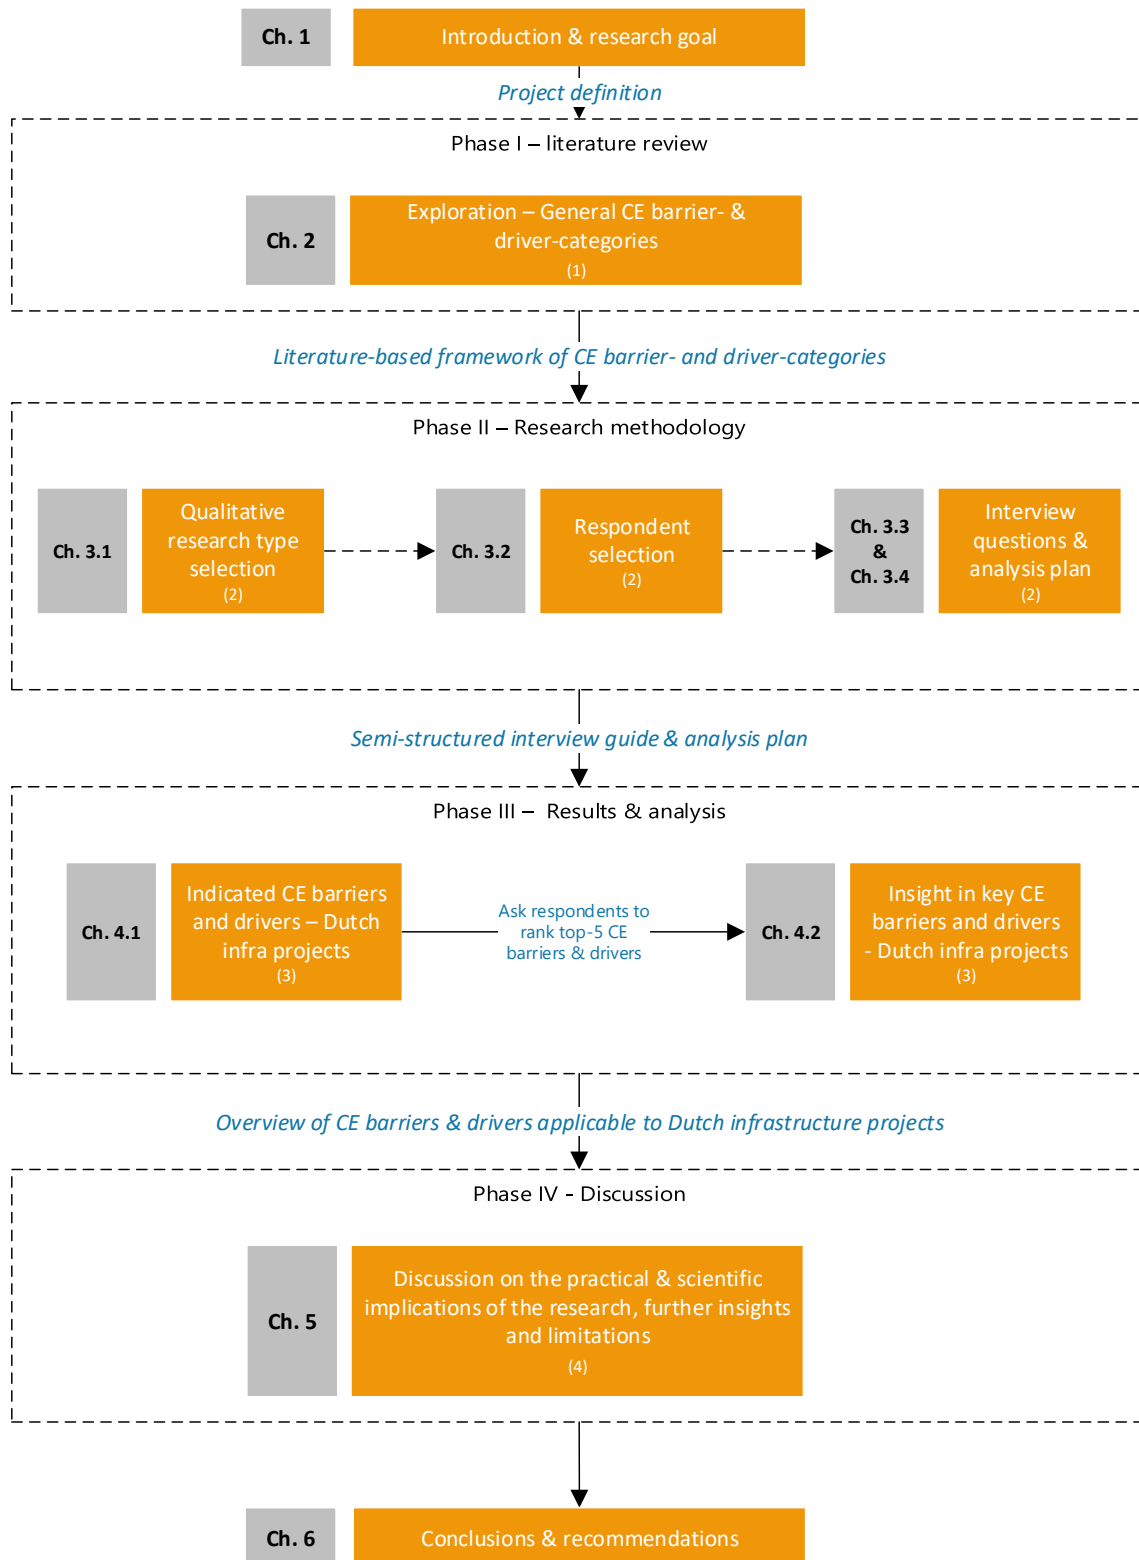 Ch. 1
Introduction & research goal
Project definition
Phase I – literature review
Ch. 2
Exploration – General CE barrier- &
driver-categories
(1)
Literature-based framework of CE barrier- and driver-categories
Phase II – Research methodology
Ch. 3.1
Qualitative
research type
selection
(2)
Ch. 3.2
Respondent
selection
(2)
Ch. 3.3
&
Ch. 3.4
Interview
questions &
analysis plan
(2)
Semi-structured interview guide & analysis plan
Phase III – Results & analysis
Ch. 4.1
Indicated CE barriers
and drivers – Dutch
infra projects
(3)
Ask respondents to
rank top-5 CE
barriers & drivers
Ch. 4.2
Insight in key CE
barriers and drivers
- Dutch infra projects
(3)
Overview of CE barriers & drivers applicable to Dutch infrastructure projects
Phase IV - Discussion
Ch. 5
Discussion on the practical & scientific
implications of the research, further insights
and limitations
(4)
Ch. 6
Conclusions & recommendations